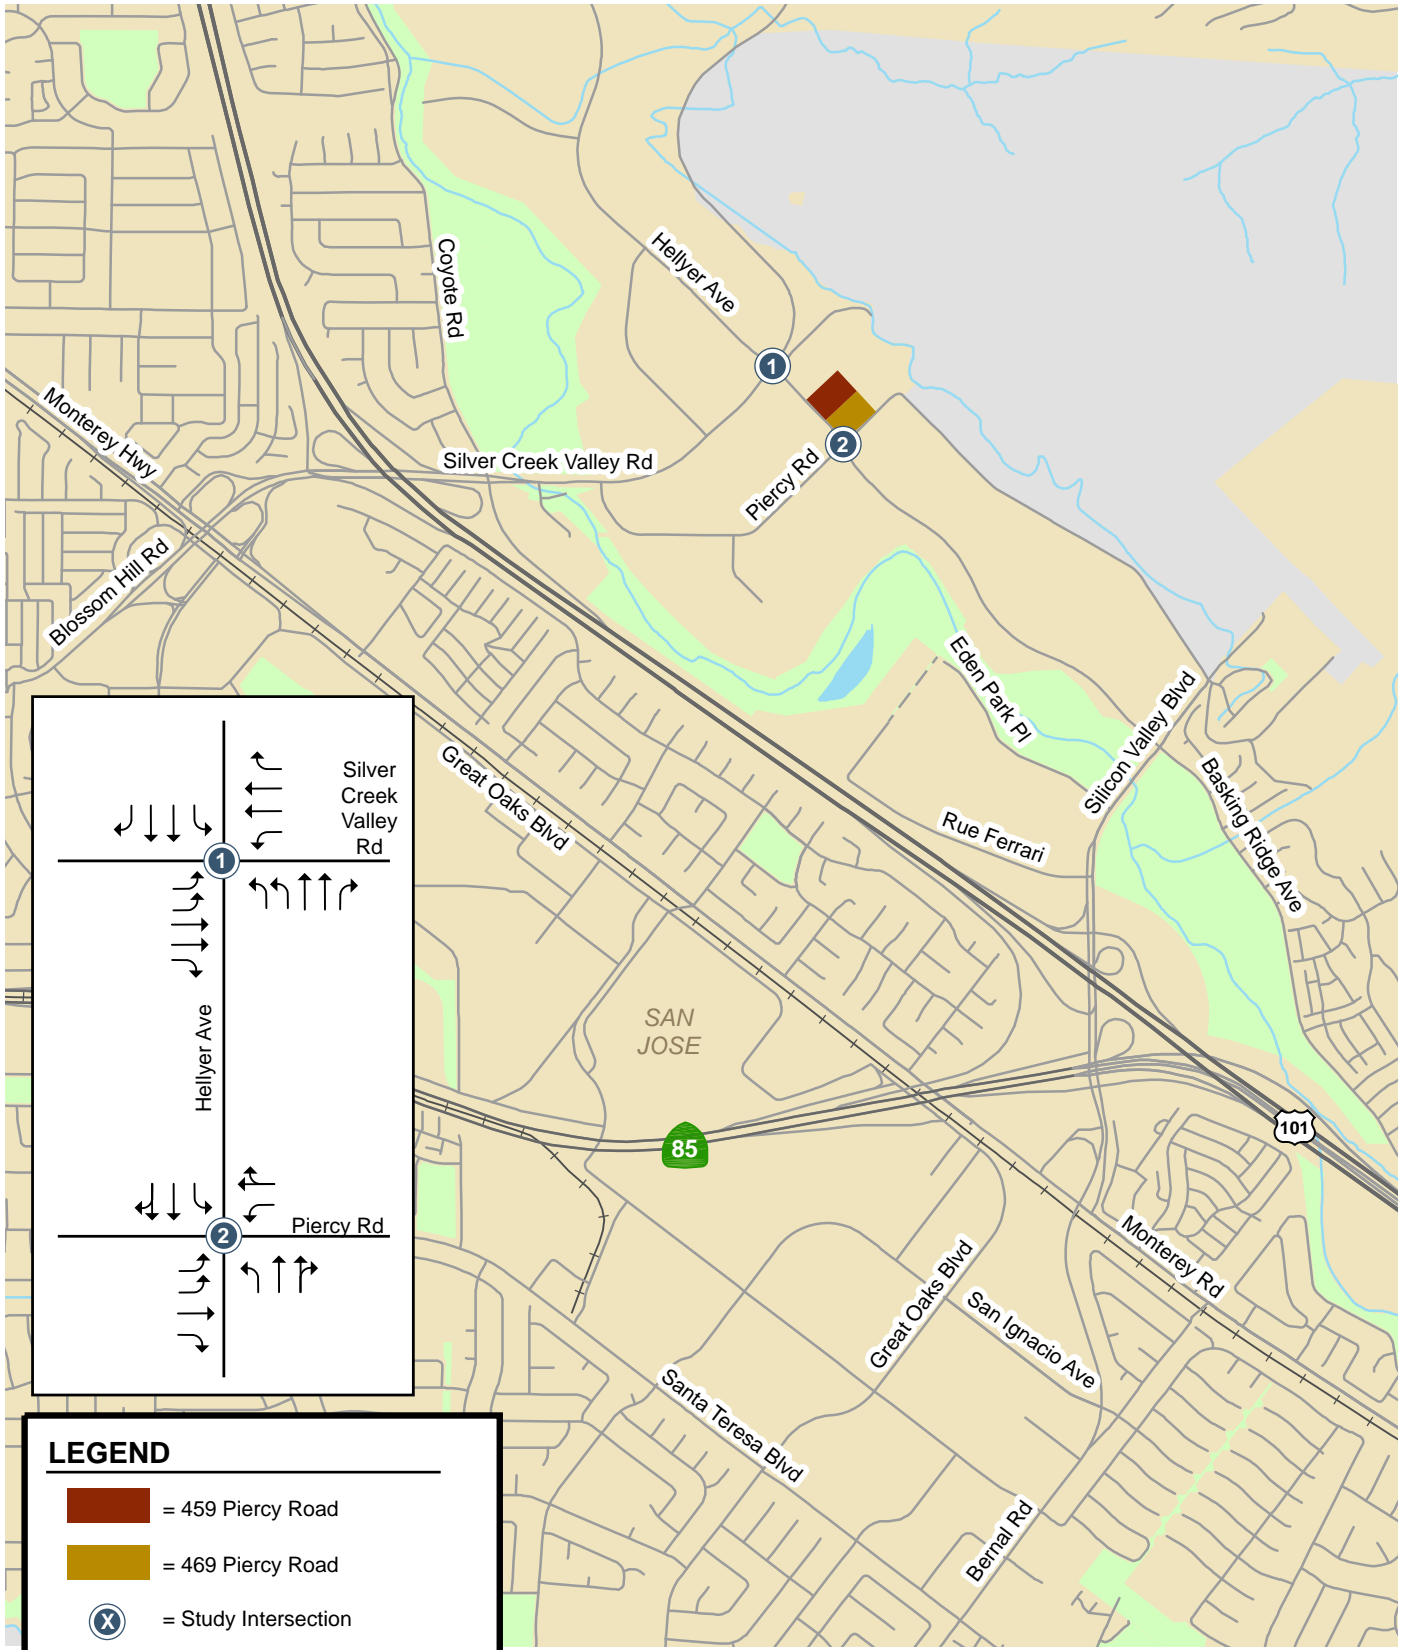 Hellyer Ave
Coyote Rd
1
Monterey Hwy
2
Silver Creek Valley Rd
Piercy Rd
Blossom Hill Rd
Eden Park Pl
Silicon Valley Blvd
Great Oaks Blvd
Basking Ridge Ave
Rue Ferrari
Silver
Creek
Valley
Rd
1
Hellyer Ave
Piercy Rd
2
SAN
JOSE
85
101
Monterey Rd
Great Oaks Blvd
San Ignacio Ave
Santa Teresa Blvd
Bernal Rd
LEGEND
= 459 Piercy Road
= 469 Piercy Road
X = Study Intersection